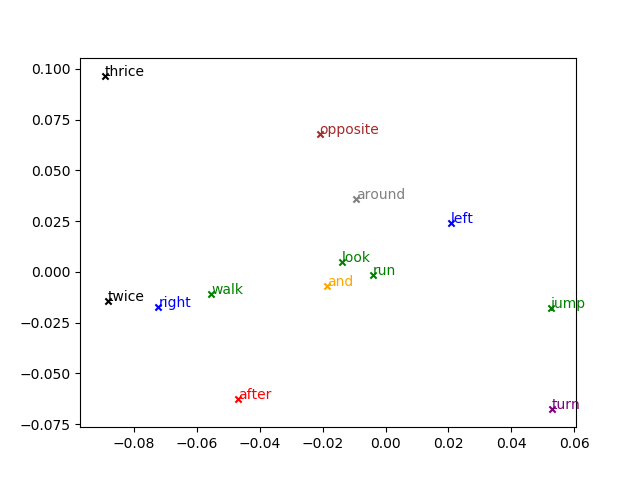 0.100
thrice
0.075
opposite
0.050
around
0.025
left
look
0.000
run
and
walk
twice
right
jump
−0.025
−0.050
after
turn
−0.075
−0.08 −0.06 −0.04 −0.02 0.00 0.02 0.04 0.06